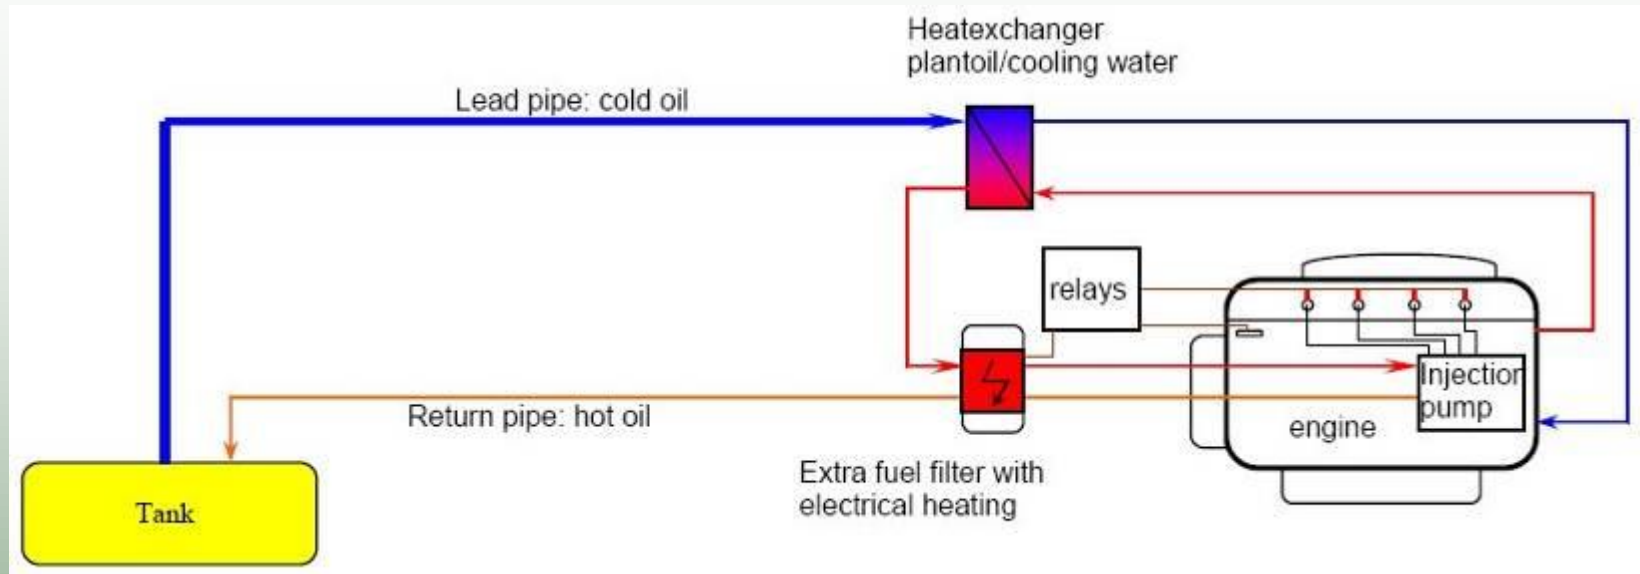 Heatexchanger
plantoil/cooling water
Lead pipe: cold oil
relays
Injection
pump
Return pipe: hot oil
engine
Extra fuel filter with
electrical heating
Tank